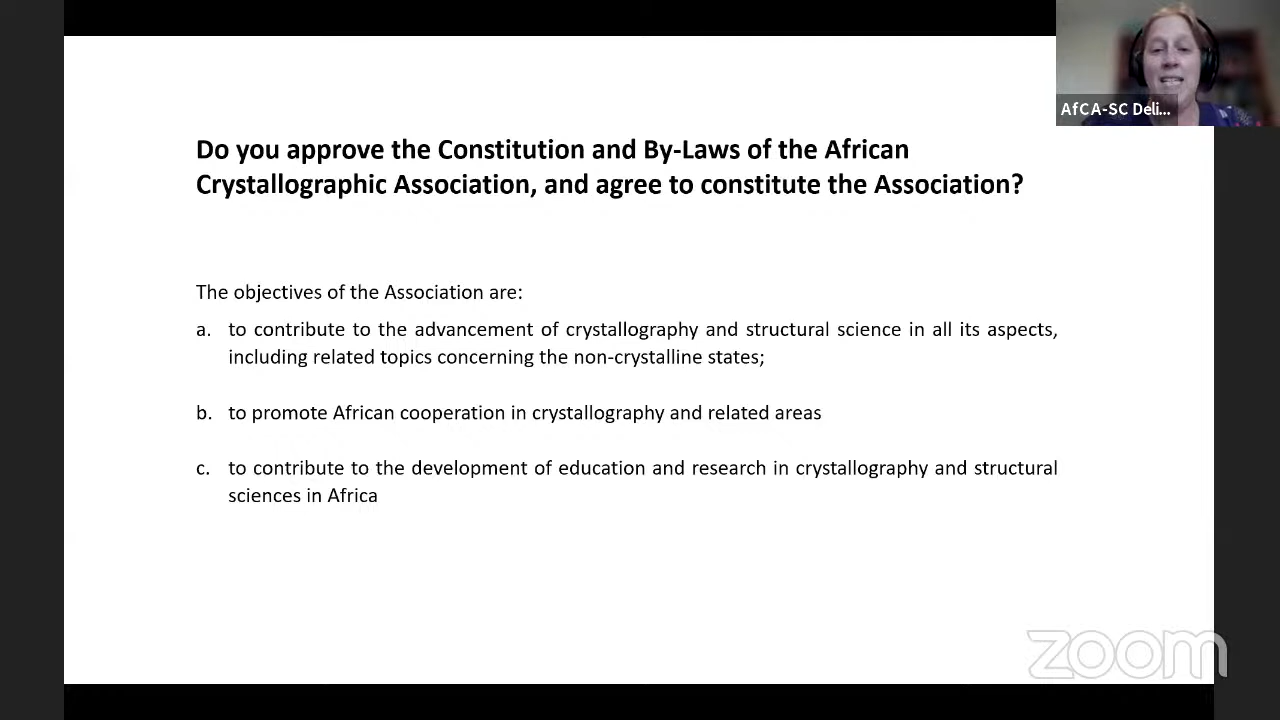 AfCA-SC Deli...
Do you approve the Constitution and By-Laws of the African
Crystallographic Association, and agree to constitute the Association?
The objectives of the Association are:
a. to contribute to the advancement of crystallography and structural science in all its aspects,
including related topics concerning the non-crystalline states;
b. to promote African cooperation in crystallography and related areas
c. to contribute to the development of education and research in crystallography and structural
sciences in Africa
zoom